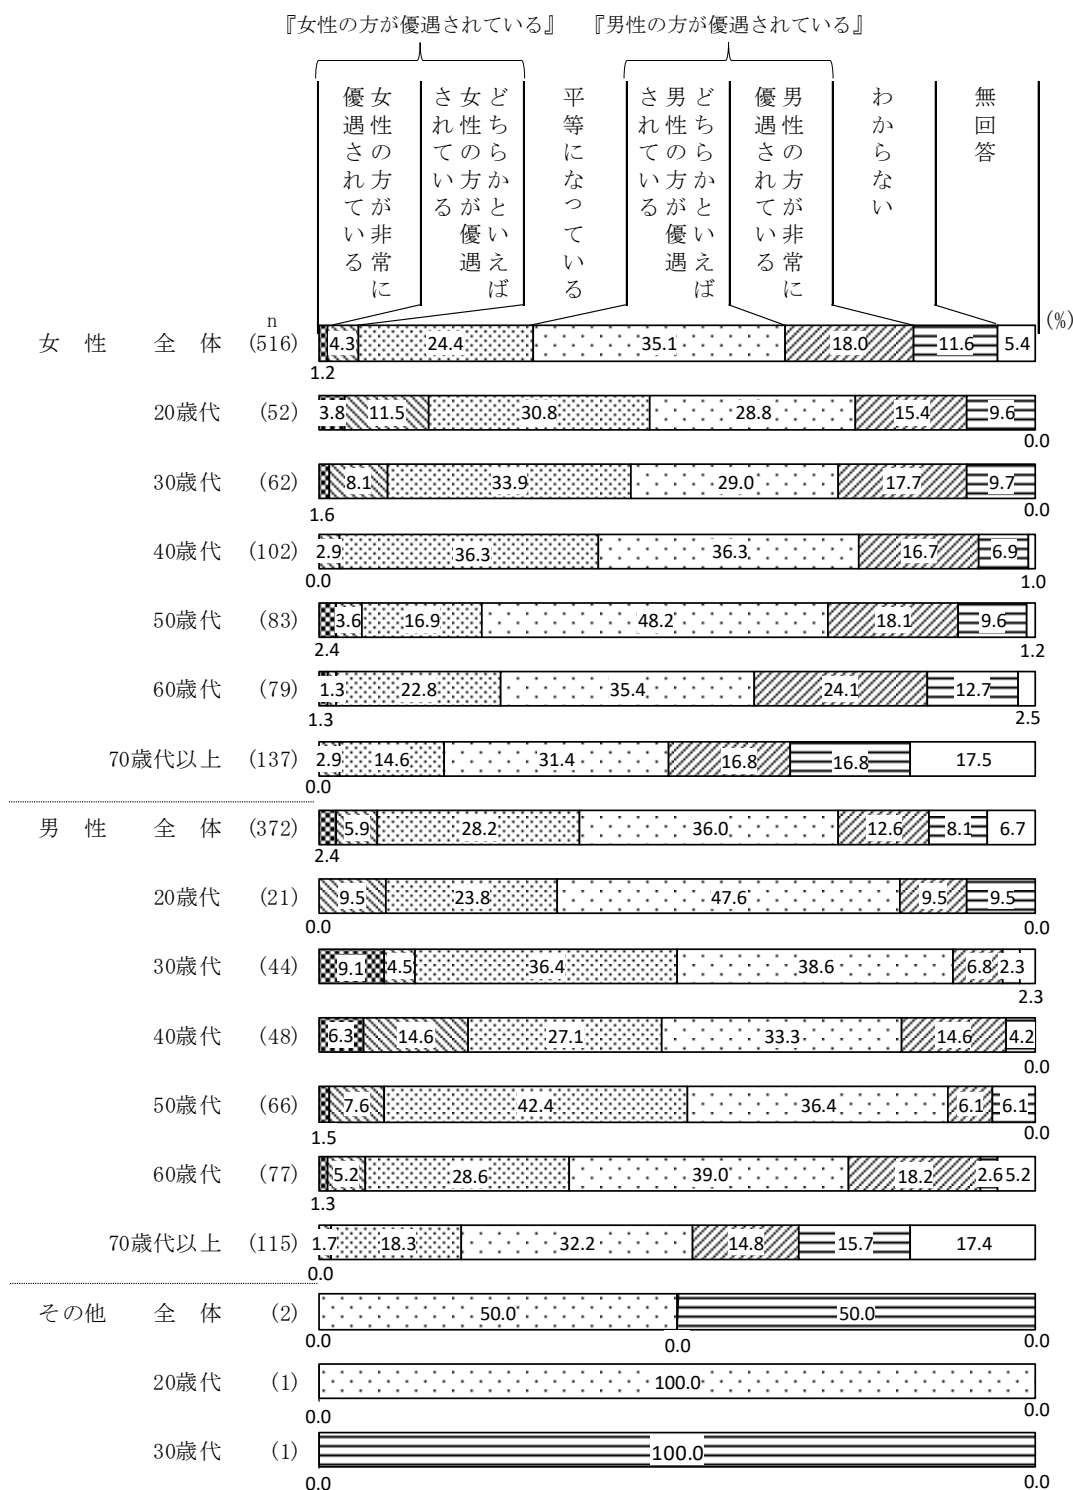 『女性の方が優遇されている』 『男性の方が優遇されている』
女性の方が非常に優遇されている
どちらかといえば女性の方が優遇されている
平等になっている
どちらかといえば男性の方が優遇されている
男性の方が非常に優遇されている
わからない
無回答
n
(%)
女性 全体 (516) 4.3 24.4 35.1 18.0 11.6 5.4
1.2
20歳代 (52) 3.8 11.5 30.8 28.8 15.4 9.6
0.0
30歳代 (62) 8.1 33.9 29.0 17.7 9.7
1.6 0.0
40歳代 (102) 2.9 36.3 36.3 16.7 6.9
0.0 1.0
50歳代 (83) 3.6 16.9 48.2 18.1 9.6
2.4 1.2
60歳代 (79) 1.3 22.8 35.4 24.1 12.7
1.3 2.5
70歳代以上 (137) 2.9 14.6 31.4 16.8 16.8 17.5
0.0
男性 全体 (372) 5.9 28.2 36.0 12.6 8.1 6.7
2.4
20歳代 (21) 9.5 23.8 47.6 9.5 9.5
0.0 0.0
30歳代 (44) 9.1 4.5 36.4 38.6 6.8 2.3
2.3
40歳代 (48) 6.3 14.6 27.1 33.3 14.6 4.2
0.0
50歳代 (66) 7.6 42.4 36.4 6.1 6.1
1.5 0.0
60歳代 (77) 5.2 28.6 39.0 18.2 2.6 5.2
1.3
70歳代以上 (115) 1.7 18.3 32.2 14.8 15.7 17.4
0.0
その他 全体 (2) 50.0 50.0
0.0 0.0 0.0
20歳代 (1) 100.0
0.0 0.0
30歳代 (1) 100.0
0.0 0.0